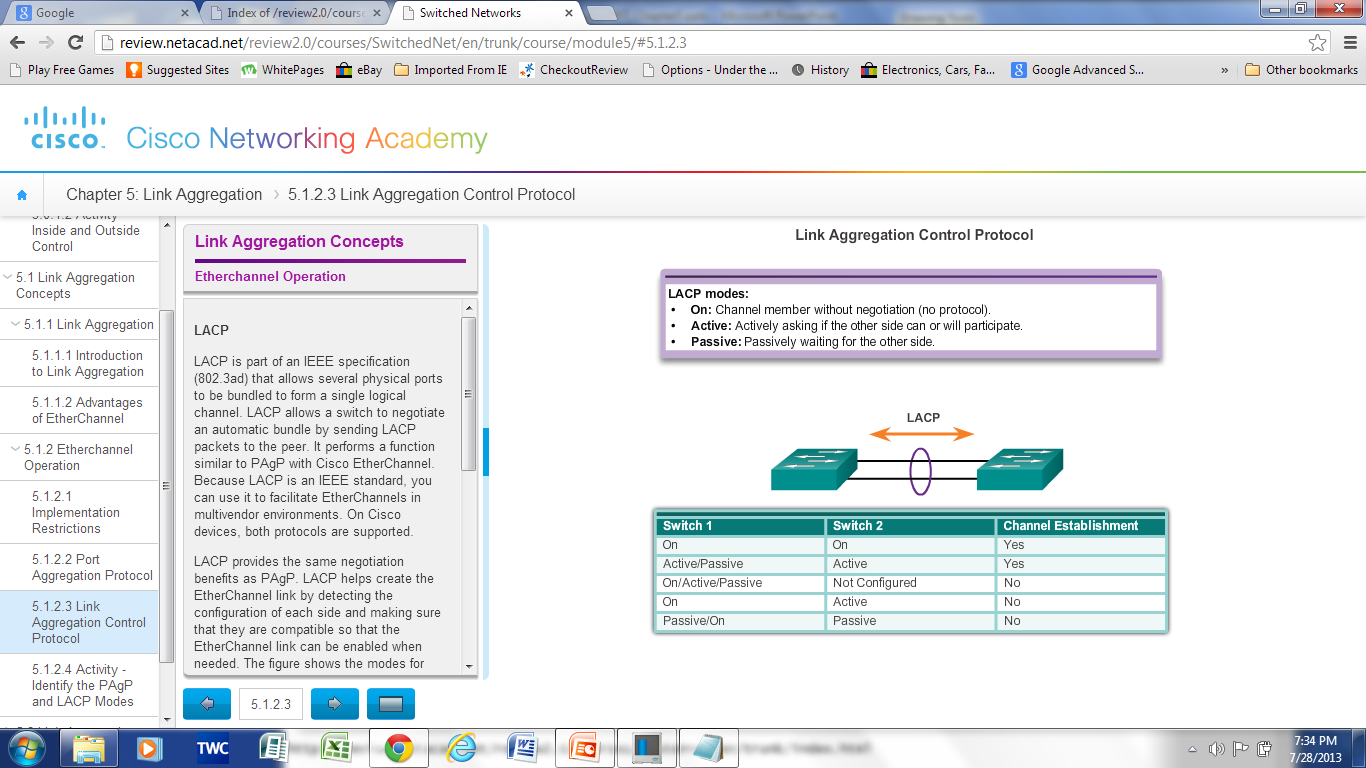 Google
Index of /review2.0/course
Switched Networks
review.netacad.net/review2.0/courses/SwitchedNet/en/trunk/course/module5/#5.1.2.3
Play Free Games
Suggested Sites
WhitePages
eBay
Imported From IE
CheckoutReview
Options - Under the ...
History
Electronics, Cars, Fa...
Google Advanced S...
»
Other bookmarks
CISCO. Cisco Networking Academy
Chapter 5: Link Aggregation › 5.1.2.3 Link Aggregation Control Protocol
5.0.1.2 Activity
Inside and Outside
Control
5.1 Link Aggregation
Concepts
5.1.1 Link Aggregation
5.1.1.1 Introduction
to Link Aggregation
5.1.1.2 Advantages
of EtherChannel
5.1.2 Etherchannel
Operation
5.1.2.1
Implementation
Restrictions
5.1.2.2 Port
Aggregation Protocol
5.1.2.3 Link
Aggregation Control
Protocol
5.1.2.4 Activity -
Identify the PAgP
and LACP Modes
Link Aggregation Concepts
Etherchannel Operation
LACP
LACP is part of an IEEE specification
(802.3ad) that allows several physical ports
to be bundled to form a single logical
channel. LACP allows a switch to negotiate
an automatic bundle by sending LACP
packets to the peer. It performs a function
similar to PAgP with Cisco EtherChannel.
Because LACP is an IEEE standard, you
can use it to facilitate EtherChannels in
multivendor environments. On Cisco
devices, both protocols are supported.
LACP provides the same negotiation
benefits as PAgP. LACP helps create the
EtherChannel link by detecting the
configuration of each side and making sure
that they are compatible so that the
EtherChannel link can be enabled when
needed. The figure shows the modes for
5.1.2.3
Link Aggregation Control Protocol
LACP modes:
• On: Channel member without negotiation (no protocol).
• Active: Actively asking if the other side can or will participate.
• Passive: Passively waiting for the other side.
LACP
Switch 1 Switch 2 Channel Establishment
On On Yes
Active/Passive Active Yes
On/Active/Passive Not Configured No
On Active No
Passive/On Passive No
TWC
7:34 PM
7/28/2013